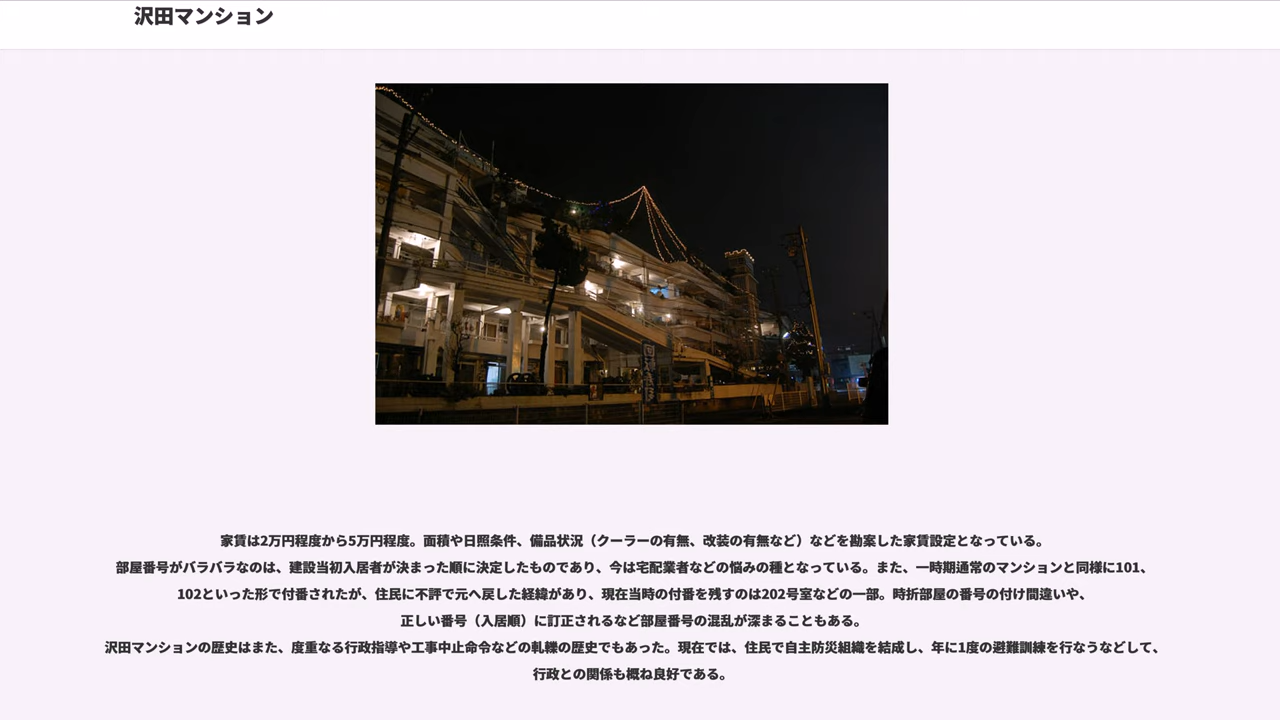 沢田マンション
家賃は2万円程度から5万円程度。面積や日照条件、備品状況（クーラーの有無、改装の有無など）などを勘案した家賃設定となっている。
部屋番号がバラバラなのは、建設当初入居者が決まった順に決定したものであり、今は宅配業者などの悩みの種となっている。また、一時期通常のマンションと同様に101、
102といった形で付番されたが、住民に不評で元へ戻した経緯があり、現在当時の付番を残すのは202号室などの一部。時折部屋の番号の付け間違いや、
正しい番号（入居順）に訂正されるなど部屋番号の混乱が深まることもある。
沢田マンションの歴史はまた、度重なる行政指導や工事中止命令などの軋轢の歴史でもあった。現在では、住民で自主防災組織を結成し、年に1度の避難訓練を行なうなどして、
行政との関係も概ね良好である。